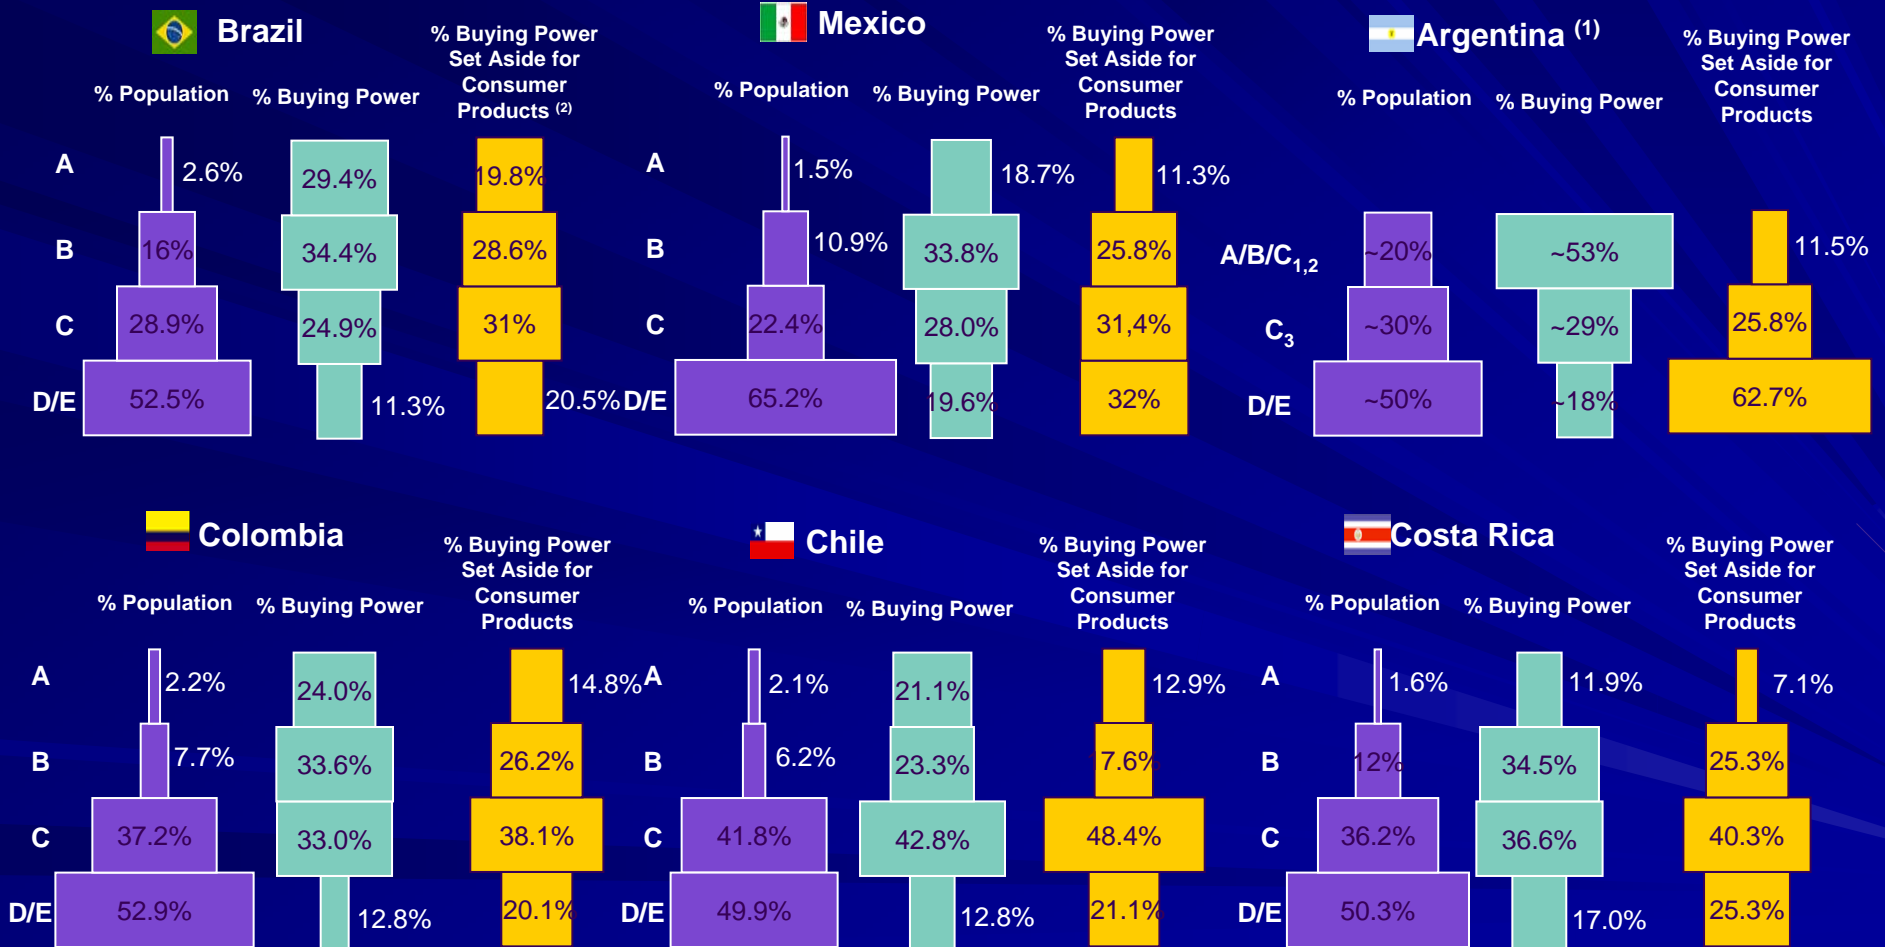 Brazil
% Population
% Buying Power
% Buying Power
Set Aside for
Consumer
Products (2)
A
2.6%
29.4%
19.8%
B
16%
34.4%
28.6%
C
28.9%
24.9%
31%
D/E
52.5%
11.3%
20.5%
Mexico
% Population
% Buying Power
% Buying Power
Set Aside for
Consumer
Products
A
1.5%
18.7%
11.3%
B
10.9%
33.8%
25.8%
C
22.4%
28.0%
31,4%
D/E
65.2%
19.6%
32%
Argentina (1)
% Population
% Buying Power
% Buying Power
Set Aside for
Consumer
Products
A/B/C1,2
~20%
~53%
11.5%
C3
~30%
~29%
25.8%
D/E
~50%
~18%
62.7%
Colombia
% Population
% Buying Power
% Buying Power
Set Aside for
Consumer
Products
A
2.2%
24.0%
14.8%
B
7.7%
33.6%
26.2%
C
37.2%
33.0%
38.1%
D/E
52.9%
12.8%
20.1%
Chile
% Population
% Buying Power
% Buying Power
Set Aside for
Consumer
Products
A
2.1%
21.1%
12.9%
B
6.2%
23.3%
7.6%
C
41.8%
42.8%
48.4%
D/E
49.9%
12.8%
21.1%
Costa Rica
% Population
% Buying Power
% Buying Power
Set Aside for
Consumer
Products
A
1.6%
11.9%
7.1%
B
12%
34.5%
25.3%
C
36.2%
36.6%
40.3%
D/E
50.3%
17.0%
25.3%